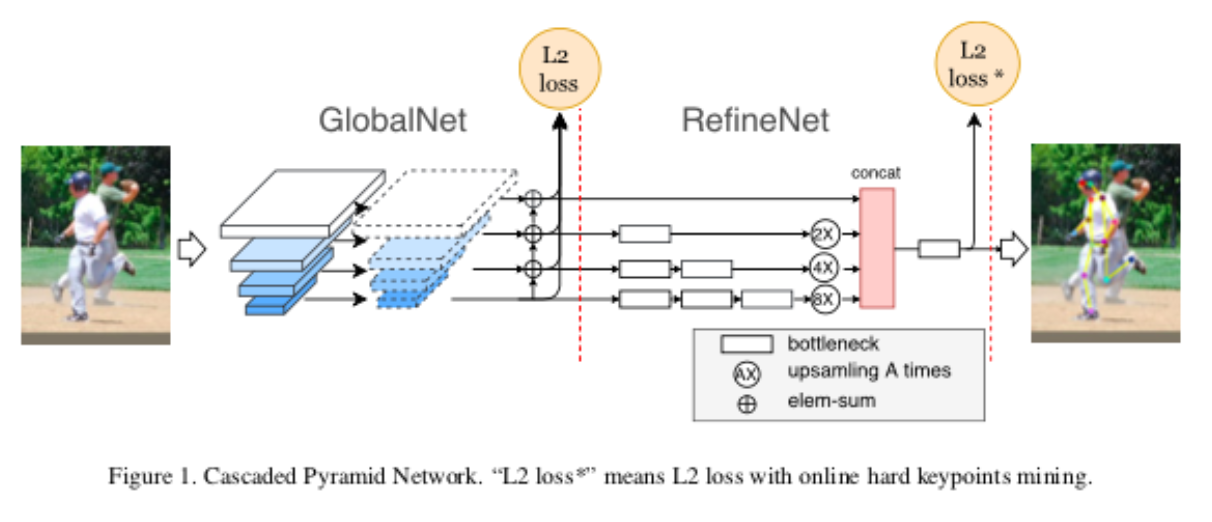 L2
loss
L2
loss *
GlobalNet
RefineNet
concat
2X
4X
8X
bottleneck
AX upsamling A times
elem-sum
Figure 1. Cascaded Pyramid Network. “L2 loss*” means L2 loss with online hard keypoints mining.